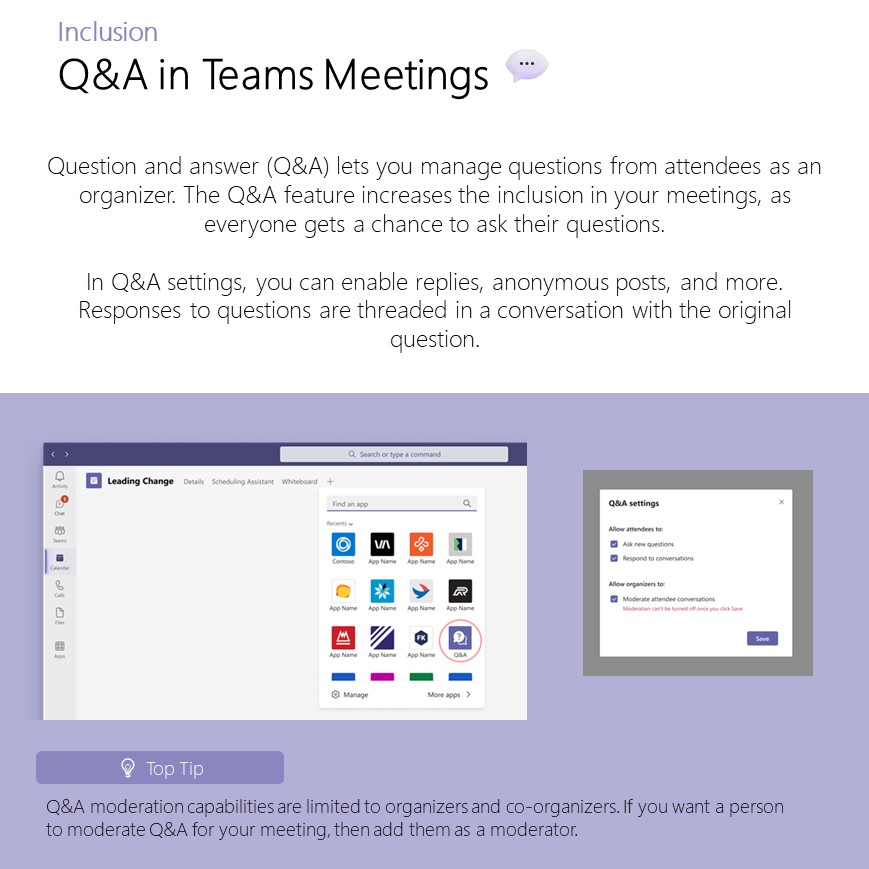 Inclusion
Q&A in Teams Meetings
Question and answer (Q&A) lets you manage questions from attendees as an
organizer. The Q&A feature increases the inclusion in your meetings, as
everyone gets a chance to ask their questions.
In Q&A settings, you can enable replies, anonymous posts, and more.
Responses to questions are threaded in a conversation with the original
question.
Search or type a command
Activity
Chat
Teams
Calendar
Calls
Files
Apps
Leading Change Details Scheduling Assistant Whiteboard +
Find an app
Recents
Contoso App Name App Name App Name
App Name App Name App Name App Name
FK
App Name App Name App Name Q&A
Manage More apps
Q&A settings
Allow attendees to:
Ask new questions
Respond to conversations
Allow organizers to:
Moderate attendee conversations
Moderation can't be turned off once you click Save.
Save
Top Tip
Q&A moderation capabilities are limited to organizers and co-organizers. If you want a person
to moderate Q&A for your meeting, then add them as a moderator.